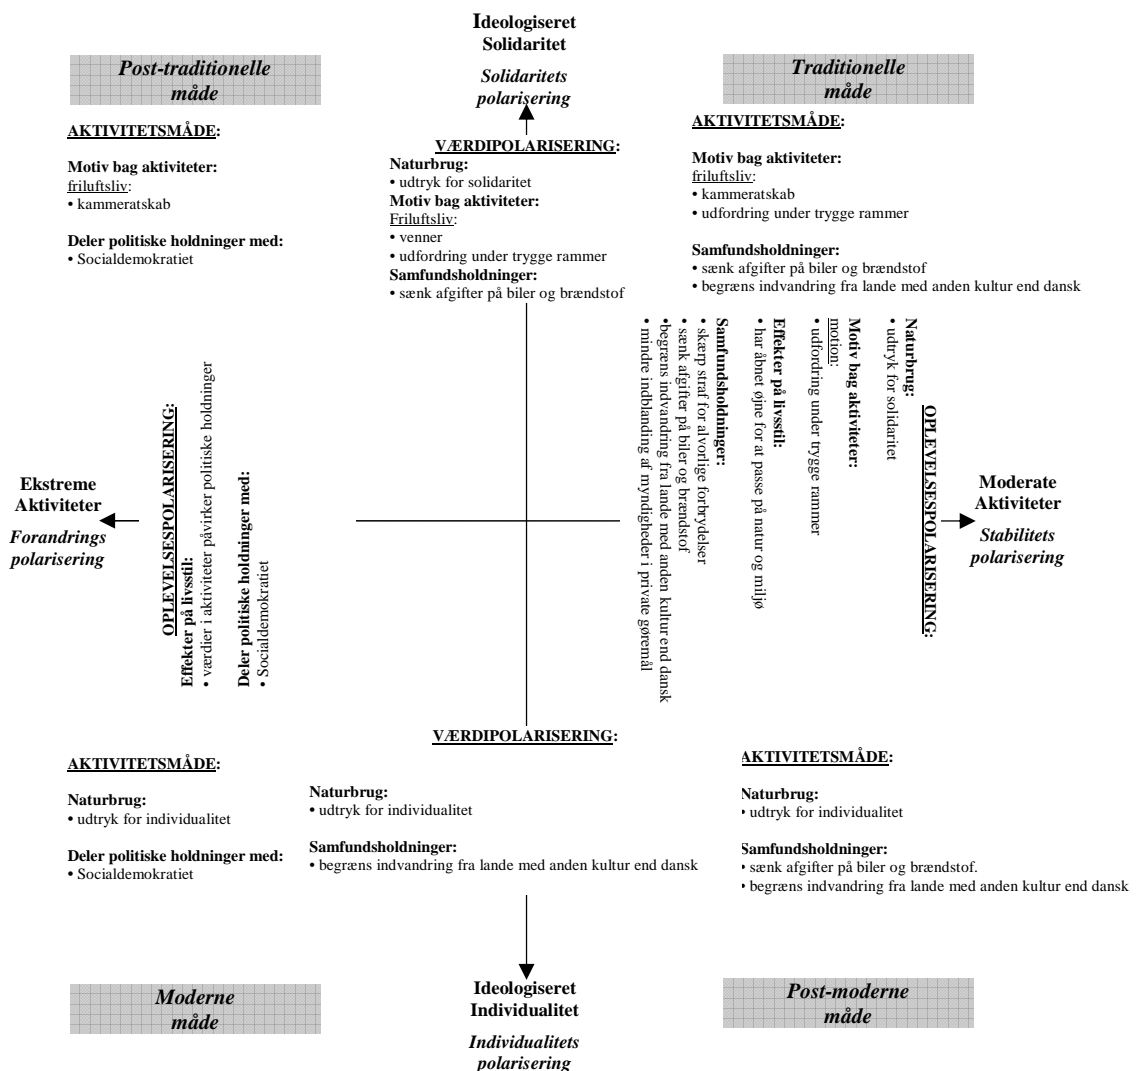 Ideologiseret
Solidaritet
Solidaritets
polarisering
Post-traditionelle
måde
Traditionelle
måde
AKTIVITETSMÅDE:
Motiv bag aktiviteter:
friluftsliv:
• kammeratskab
Deler politiske holdninger med:
• Socialdemokratiet
VÆRDIPOLARISERING:
Naturbrug:
• udtryk for solidaritet
Motiv bag aktiviteter:
Friluftsliv:
• venner
• udfordring under trygge rammer
Samfundsholdninger:
• sænk afgifter på biler og brændstof
AKTIVITETSMÅDE:
Motiv bag aktiviteter:
friluftsliv:
• kammeratskab
• udfordring under trygge rammer
Samfundsholdninger:
• sænk afgifter på biler og brændstof
• begræns indvandring fra lande med anden kultur end dansk
Ekstreme
Aktiviteter
Forandrings
polarisering
OPLEVELSESPOLARISERING:
Effekter på livsstil:
• værdier i aktiviteter påvirker politiske holdninger
Deler politiske holdninger med:
• Socialdemokratiet
OPLEVELSESPOLARISERING:
Naturbrug:
• udtryk for solidaritet
Motiv bag aktiviteter:
motion:
• udfordring under trygge rammer
Effekter på livsstil:
• har åbnet øjne for at passe på natur og miljø
Samfundsholdninger:
• skærp straf for alvorlige forbrydelser
• sænk afgifter på biler og brændstof
•begræns indvandring fra lande med anden kultur end dansk
• mindre indblanding af myndigheder i private gøremål
Moderate
Aktiviteter
Stabilitets
polarisering
AKTIVITETSMÅDE:
Naturbrug:
• udtryk for individualitet
Deler politiske holdninger med:
• Socialdemokratiet
VÆRDIPOLARISERING:
Naturbrug:
• udtryk for individualitet
Samfundsholdninger:
• begræns indvandring fra lande med anden kultur end dansk
AKTIVITETSMÅDE:
Naturbrug:
• udtryk for individualitet
Samfundsholdninger:
• sænk afgifter på biler og brændstof.
• begræns indvandring fra lande med anden kultur end dansk
Moderne
måde
Ideologiseret
Individualitet
Individualitets
polarisering
Post-moderne
måde